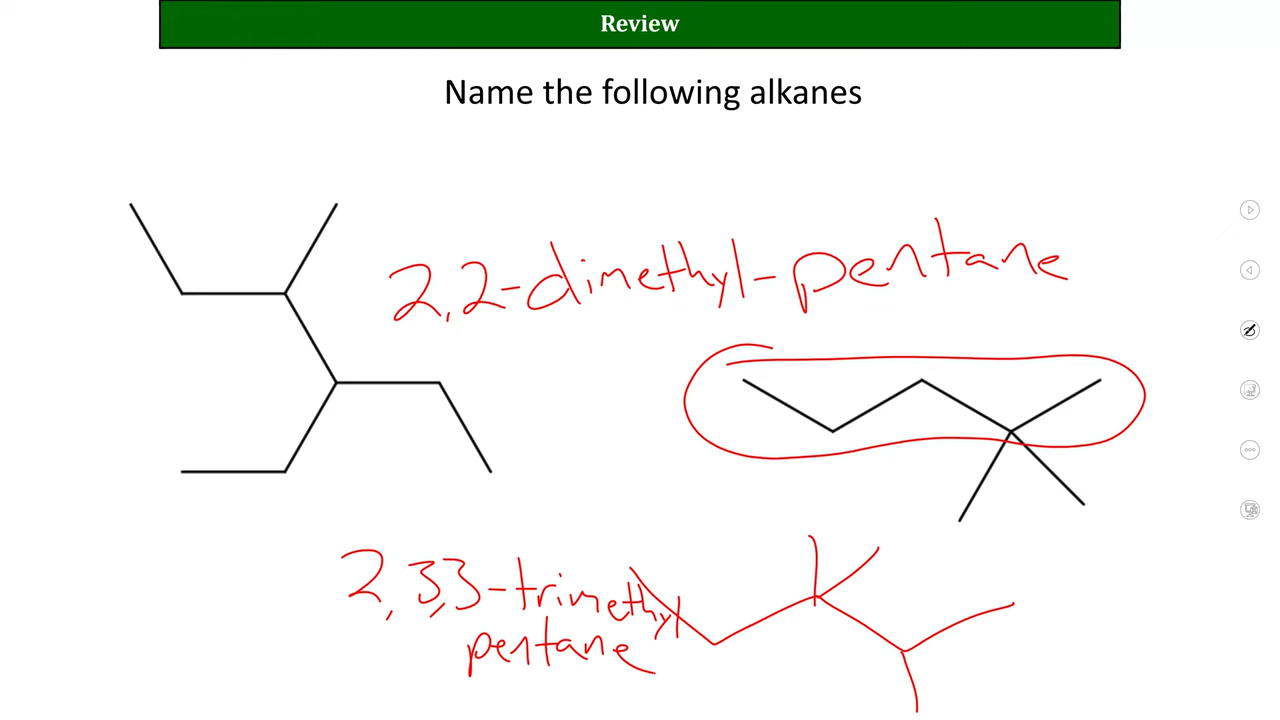 Review
Name the following alkanes
2,2-dimethyl-pentane
2,3,3-trimethyl
pentane